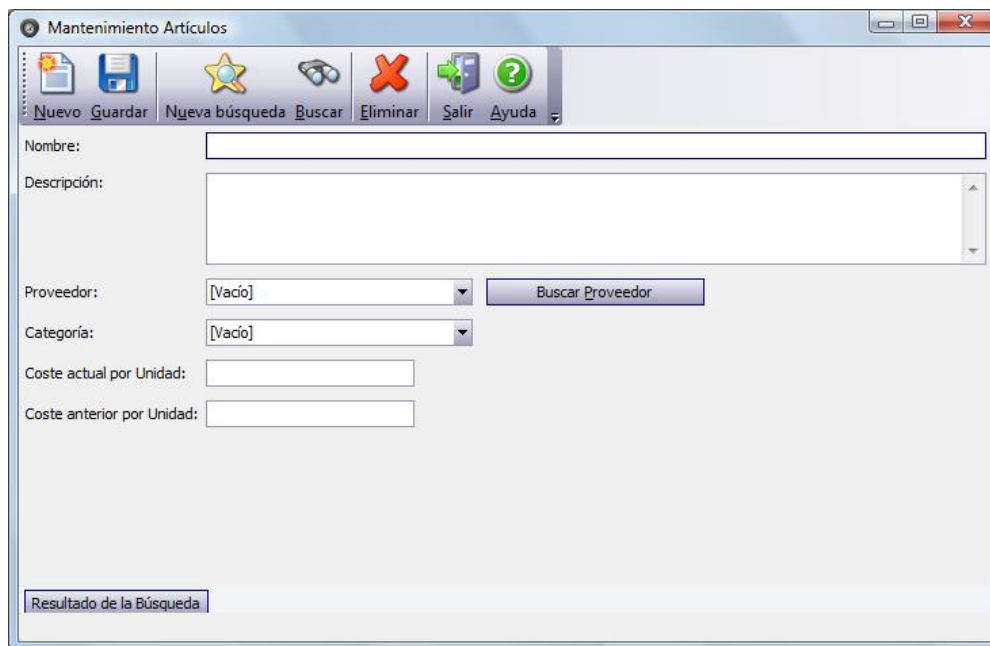 Mantenimiento Artículos
Nuevo Guardar Nueva búsqueda Buscar Eliminar Salir Ayuda
Nombre:
Descripción:
Proveedor: [Vacío] Buscar Proveedor
Categoría: [Vacío]
Coste actual por Unidad:
Coste anterior por Unidad:
Resultado de la Búsqueda